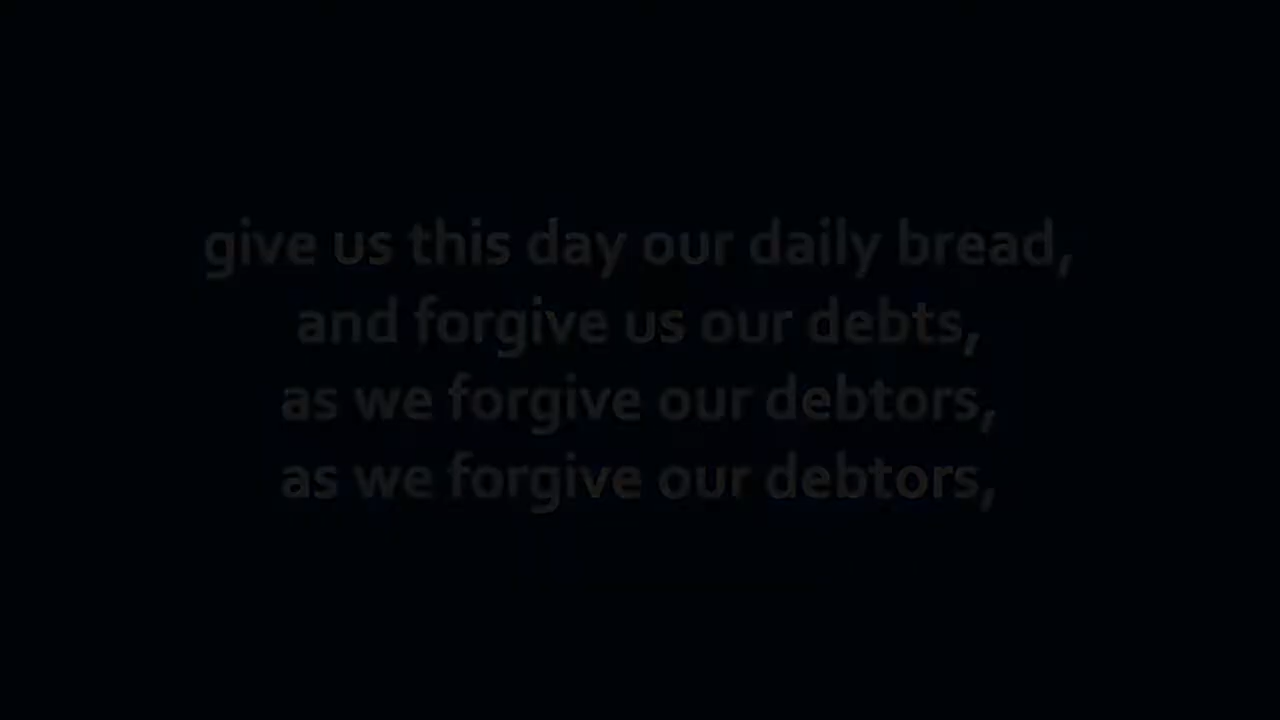 give us this day our daily bread,
and forgive us our debts,
as we forgive our debtors,
as we forgive our debtors,